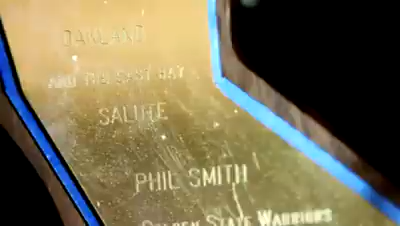 OAKLAND
AND THE EAST BAY
SALUTE
PHIL SMITH
GOLDEN STATE WARRIORS